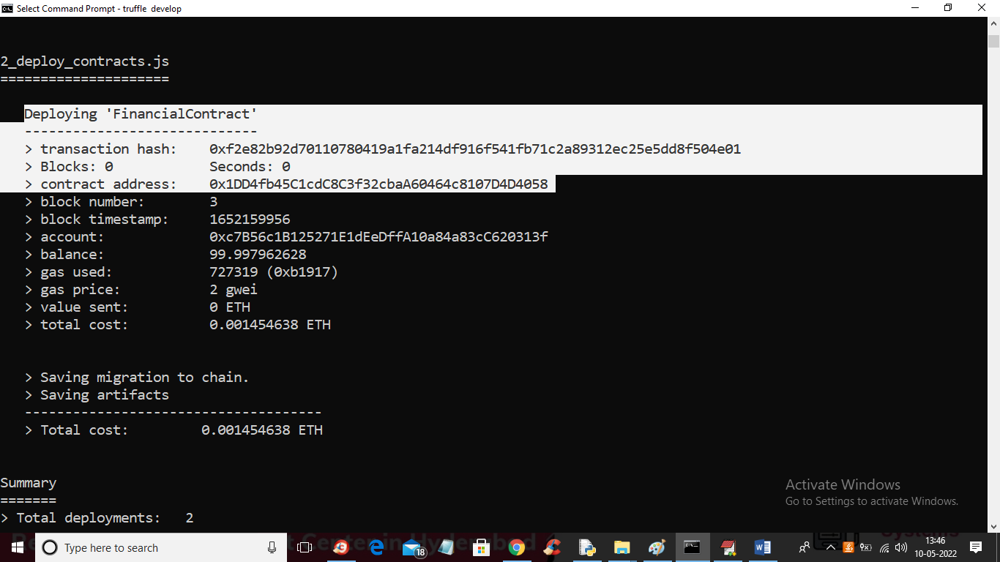 Select Command Prompt - truffle develop
2_deploy_contracts.js
=====================
Deploying 'FinancialContract'
-----------------------------
> transaction hash: 0xf2e82b92d70110780419a1fa214df916f541fb71c2a89312ec25e5dd8f504e01
> Blocks: 0 Seconds: 0
> contract address: 0x1DD4fb45C1cdC8C3f32cbaA60464c8107D4D4058
> block number: 3
> block timestamp: 1652159956
> account: 0xc7B56c1B125271E1dEeDffA10a84a83cC620313f
> balance: 99.997962628
> gas used: 727319 (0xb1917)
> gas price: 2 gwei
> value sent: 0 ETH
> total cost: 0.001454638 ETH
> Saving migration to chain.
> Saving artifacts
-------------------------------------
> Total cost: 0.001454638 ETH
Summary
=======
> Total deployments: 2
Activate Windows
Go to Settings to activate Windows.
Type here to search
18
13:46
10-05-2022